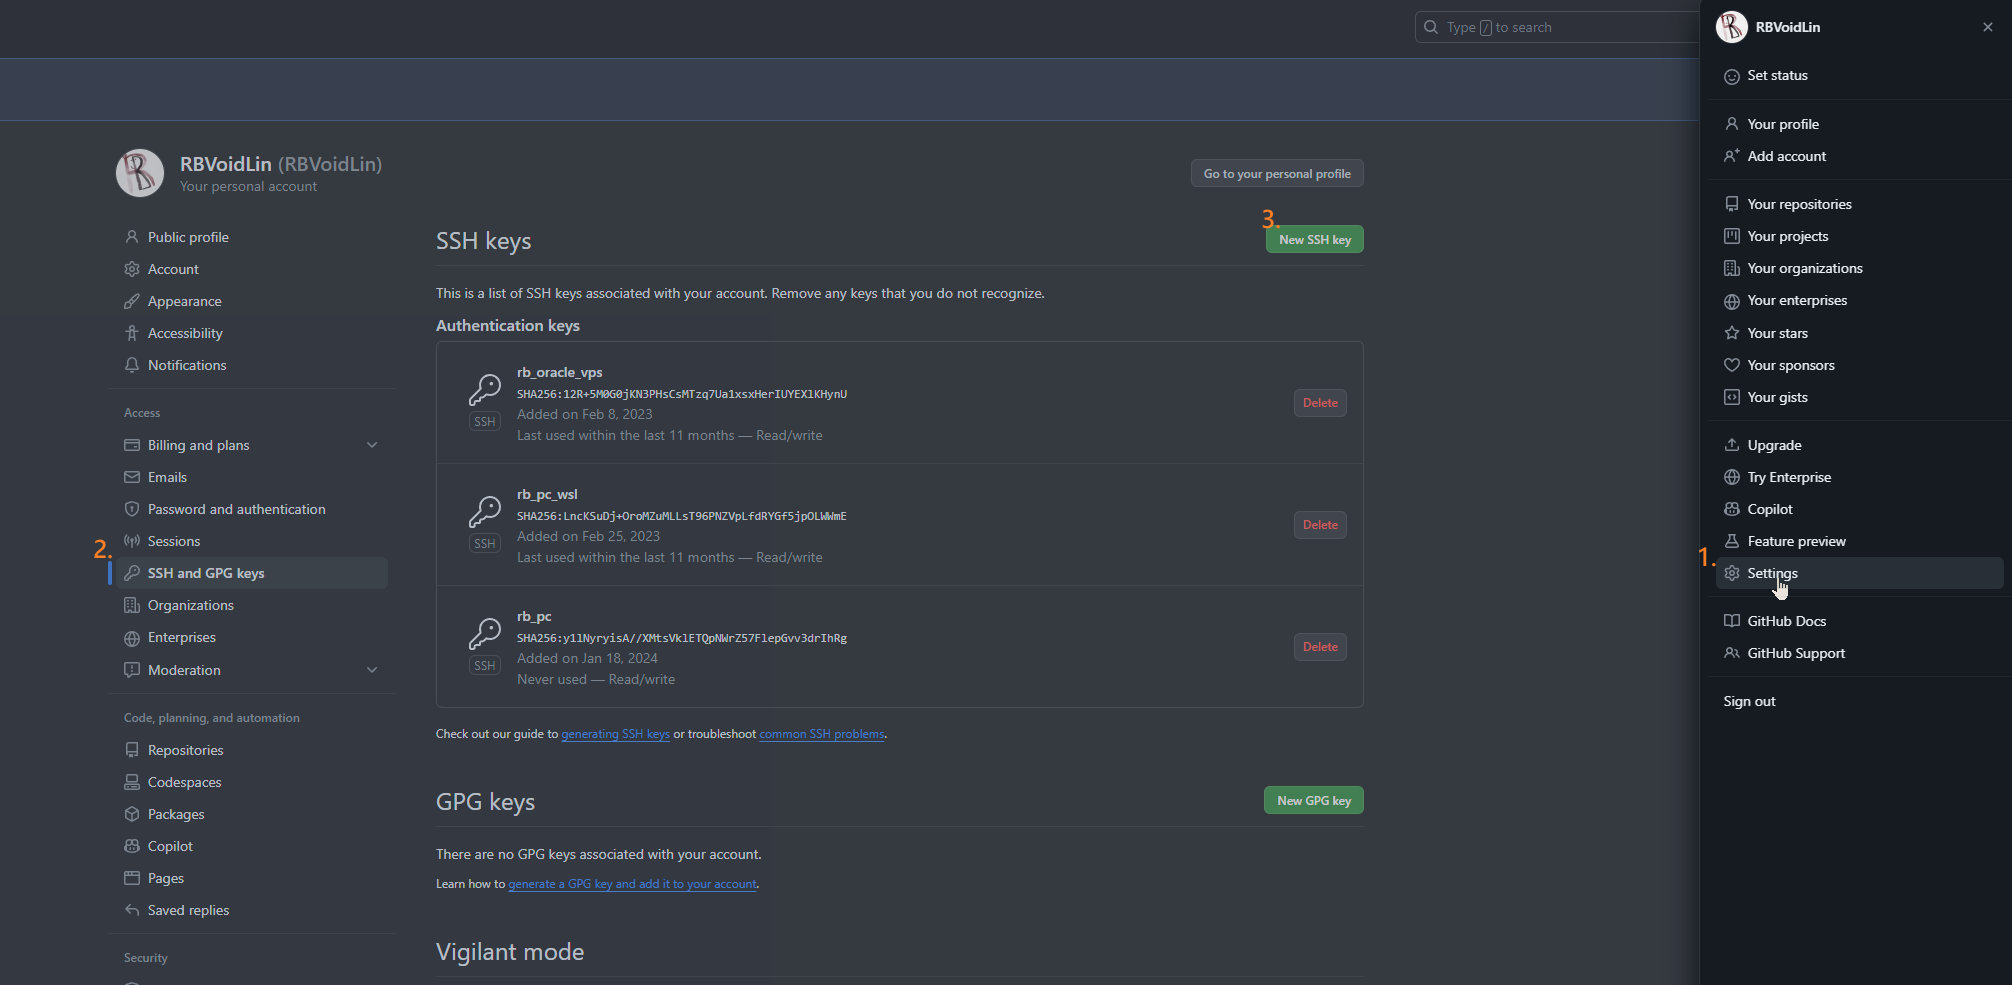 Type / to search
RBVoidLin (RBVoidLin)
Your personal account
Go to your personal profile
Public profile
Account
Appearance
Accessibility
Notifications
Access
Billing and plans
Emails
Password and authentication
Sessions
2.
SSH and GPG keys
Organizations
Enterprises
Moderation
Code, planning, and automation
Repositories
Codespaces
Packages
Copilot
Pages
Saved replies
Security
SSH keys
3.
New SSH key
This is a list of SSH keys associated with your account. Remove any keys that you do not recognize.
Authentication keys
rb_oracle_vps
SHA256:12R+5M0G0jKN3PHsCsMTzq7Ua1xsxHerIUYEXlKHynU
Added on Feb 8, 2023
Last used within the last 11 months — Read/write
SSH
Delete
rb_pc_wsl
SHA256:LncKSuDj+OroMZuMLLsT96PNZVpLfdRYGf5jpOLWWmE
Added on Feb 25, 2023
Last used within the last 11 months — Read/write
SSH
Delete
rb_pc
SHA256:y1lNyryisA//XMtsVklETQpNWrZ57FlepGvv3drIhRg
Added on Jan 18, 2024
Never used — Read/write
SSH
Delete
Check out our guide to generating SSH keys or troubleshoot common SSH problems.
GPG keys
New GPG key
There are no GPG keys associated with your account.
Learn how to generate a GPG key and add it to your account.
Vigilant mode
RBVoidLin
Set status
Your profile
Add account
Your repositories
Your projects
Your organizations
Your enterprises
Your stars
Your sponsors
Your gists
Upgrade
Try Enterprise
Copilot
Feature preview
1.
Settings
GitHub Docs
GitHub Support
Sign out